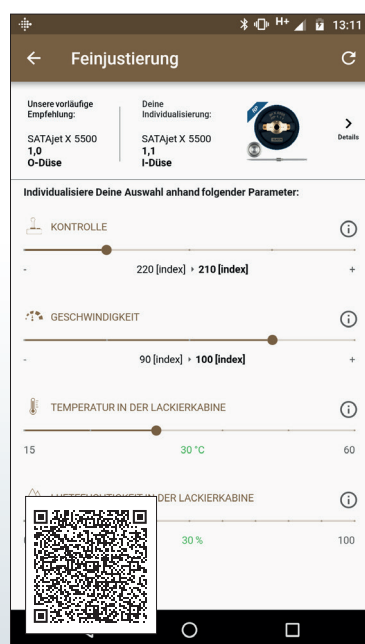 H+ 13:11
Feinjustierung
Unsere vorläufige Empfehlung:
SATAjet X 5500
1,0
O-Düse
Deine Individualisierung:
SATAjet X 5500
1,1
I-Düse
RP
Details
Individualisiere Deine Auswahl anhand folgender Parameter:
KONTROLLE
- 220 [index] ‣ 210 [index] +
GESCHWINDIGKEIT
- 90 [index] ‣ 100 [index] +
TEMPERATUR IN DER LACKIERKABINE
15 30 °C 60
DER LACKIERKABINE
30 % 100